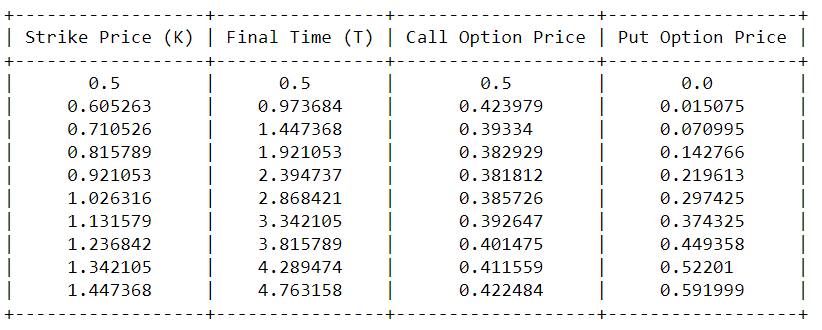 +------------------+----------------+-------------------+------------------+
| Strike Price (K) | Final Time (T) | Call Option Price | Put Option Price |
+------------------+----------------+-------------------+------------------+
|       0.5        |      0.5       |        0.5        |       0.0        |
|     0.605263     |    0.973684    |     0.423979      |     0.015075     |
|     0.710526     |    1.447368    |      0.39334      |     0.070995     |
|     0.815789     |    1.921053    |     0.382929      |     0.142766     |
|     0.921053     |    2.394737    |     0.381812      |     0.219613     |
|     1.026316     |    2.868421    |     0.385726      |     0.297425     |
|     1.131579     |    3.342105    |     0.392647      |     0.374325     |
|     1.236842     |    3.815789    |     0.401475      |     0.449358     |
|     1.342105     |    4.289474    |     0.411559      |     0.52201      |
|     1.447368     |    4.763158    |     0.422484      |     0.591999     |
+------------------+----------------+-------------------+------------------+